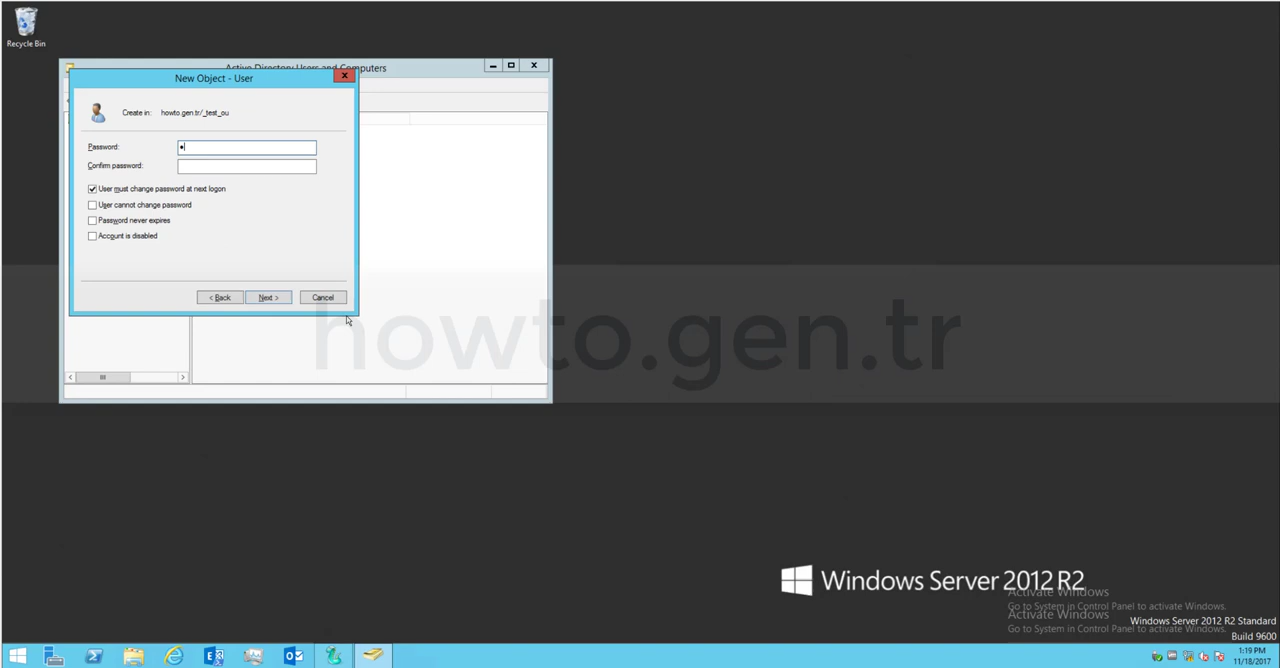 Recycle Bin
Active Directory Users and Computers
New Object - User
Create in: howto.gen.tr/_test_ou
Password:
Confirm password:
User must change password at next logon
User cannot change password
Password never expires
Account is disabled
< Back Next > Cancel
howto.gen.tr
Windows Server 2012 R2
Activate Windows
Go to System in Control Panel to activate Windows.
Activate Windows
Go to System in Control Panel to activate Windows.
Windows Server 2012 R2 Standard
Build 9600
1:19 PM
11/18/2017